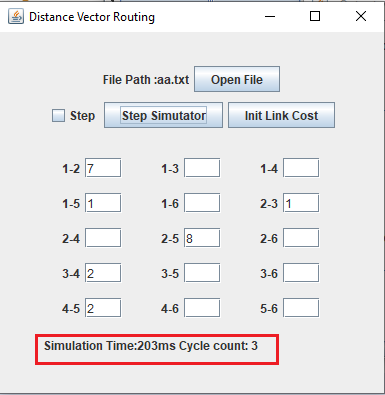 Distance Vector Routing
File Path :aa.txt Open File
Step Step Simutator Init Link Cost
1-2 7 1-3 1-4
1-5 1 1-6 2-3 1
2-4 2-5 8 2-6
3-4 2 3-5 3-6
4-5 2 4-6 5-6
Simulation Time:203ms Cycle count: 3